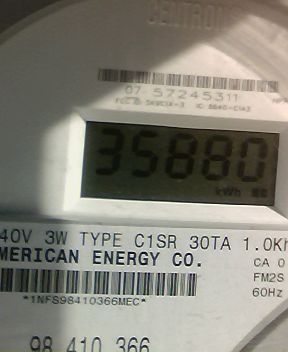 CENTRON
07 57245311
35880
kWh
40V 3W TYPE C1SR 30TA 1.0Kh
MERICAN ENERGY CO.
CA 0
FM2S
60Hz
*1NFS98410366MEC*
98 410 366